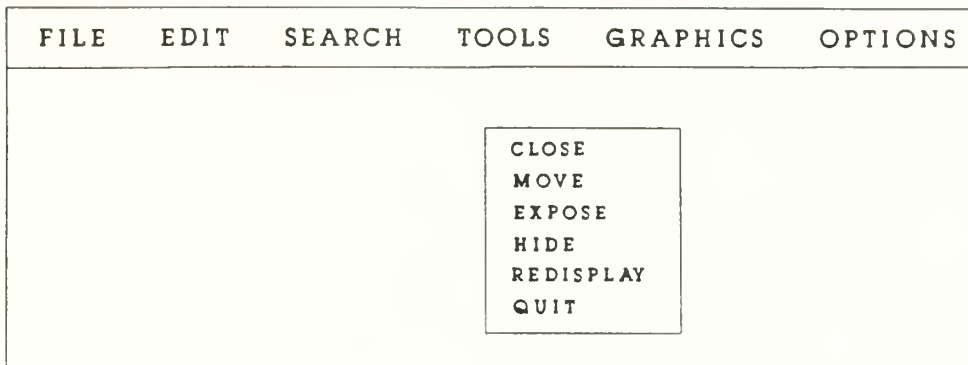 FILE EDIT SEARCH TOOLS GRAPHICS OPTIONS
CLOSE
MOVE
EXPOSE
HIDE
REDISPLAY
QUIT